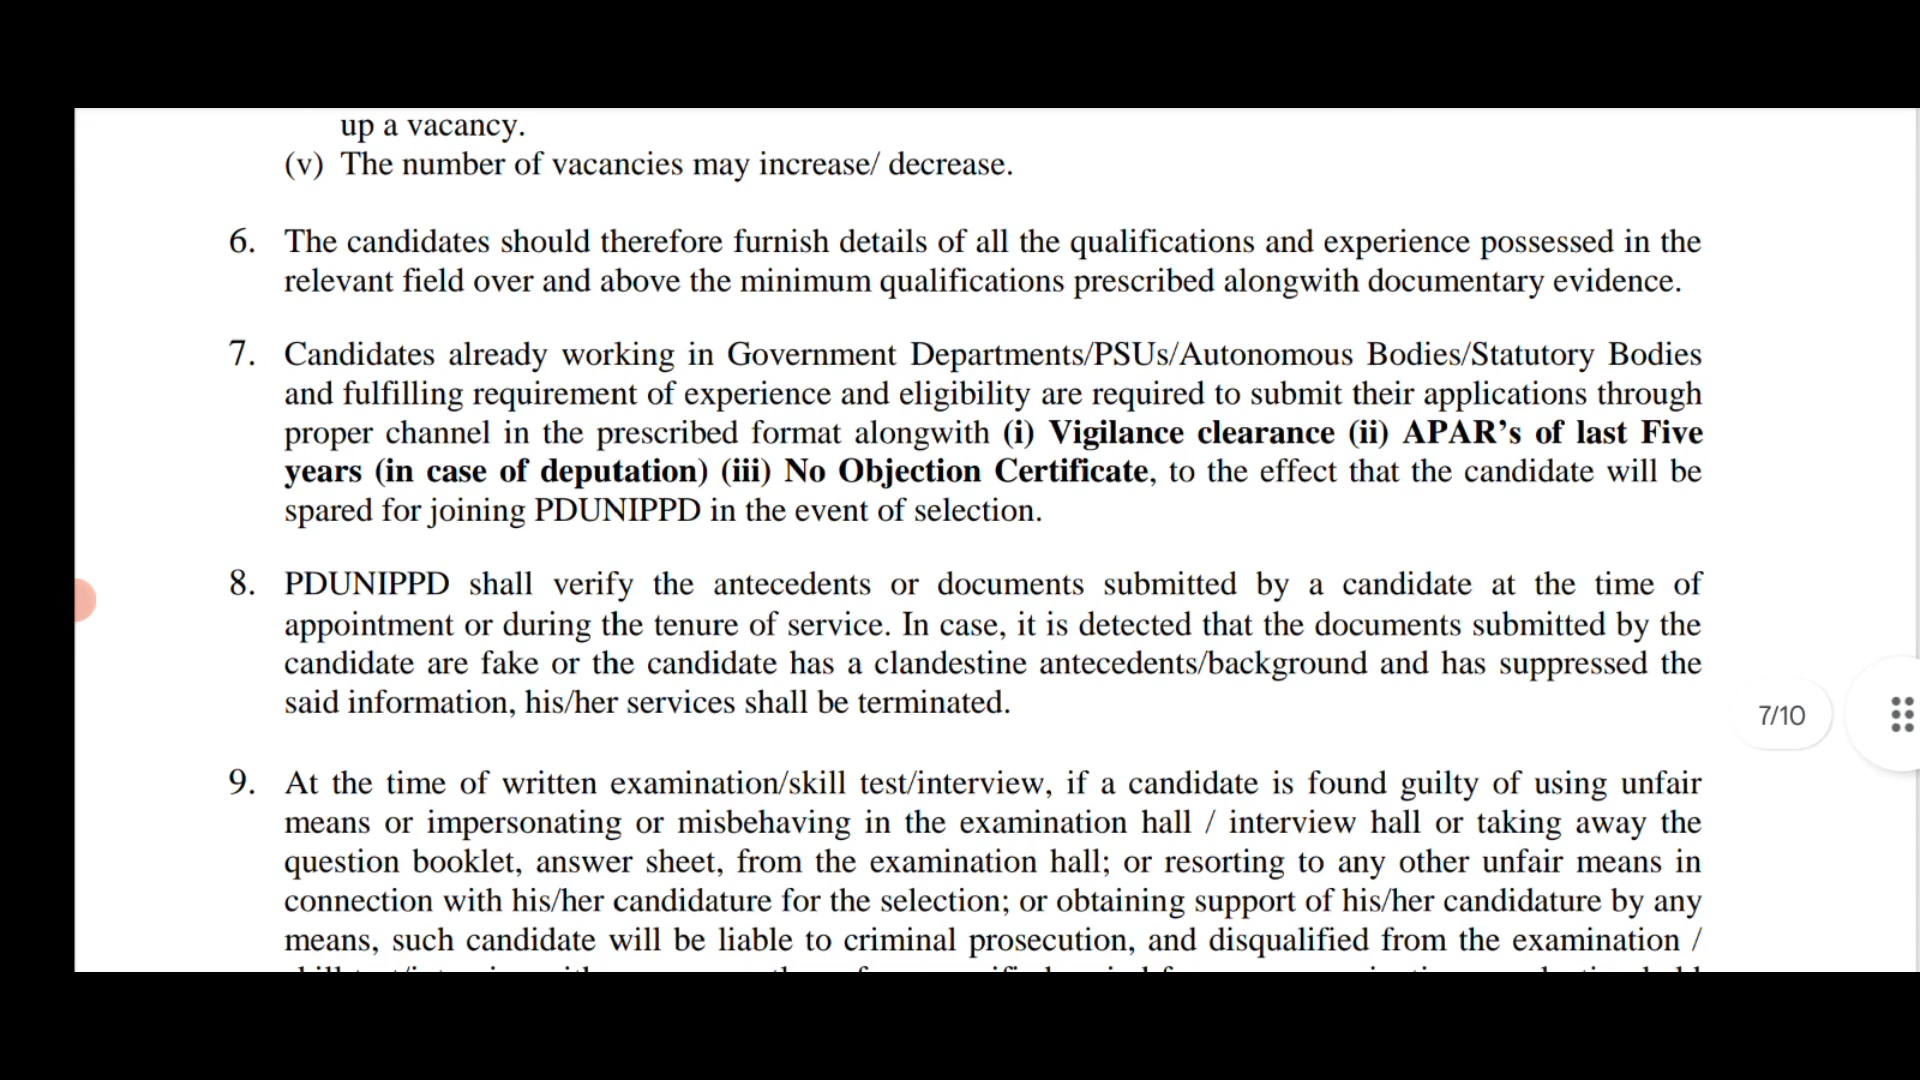 up a vacancy.
(v) The number of vacancies may increase/ decrease.
6. The candidates should therefore furnish details of all the qualifications and experience possessed in the
relevant field over and above the minimum qualifications prescribed alongwith documentary evidence.
7. Candidates already working in Government Departments/PSUs/Autonomous Bodies/Statutory Bodies
and fulfilling requirement of experience and eligibility are required to submit their applications through
proper channel in the prescribed format alongwith (i) Vigilance clearance (ii) APAR’s of last Five
years (in case of deputation) (iii) No Objection Certificate, to the effect that the candidate will be
spared for joining PDUNIPPD in the event of selection.
8. PDUNIPPD shall verify the antecedents or documents submitted by a candidate at the time of
appointment or during the tenure of service. In case, it is detected that the documents submitted by the
candidate are fake or the candidate has a clandestine antecedents/background and has suppressed the
said information, his/her services shall be terminated.
7/10
9. At the time of written examination/skill test/interview, if a candidate is found guilty of using unfair
means or impersonating or misbehaving in the examination hall / interview hall or taking away the
question booklet, answer sheet, from the examination hall; or resorting to any other unfair means in
connection with his/her candidature for the selection; or obtaining support of his/her candidature by any
means, such candidate will be liable to criminal prosecution, and disqualified from the examination /